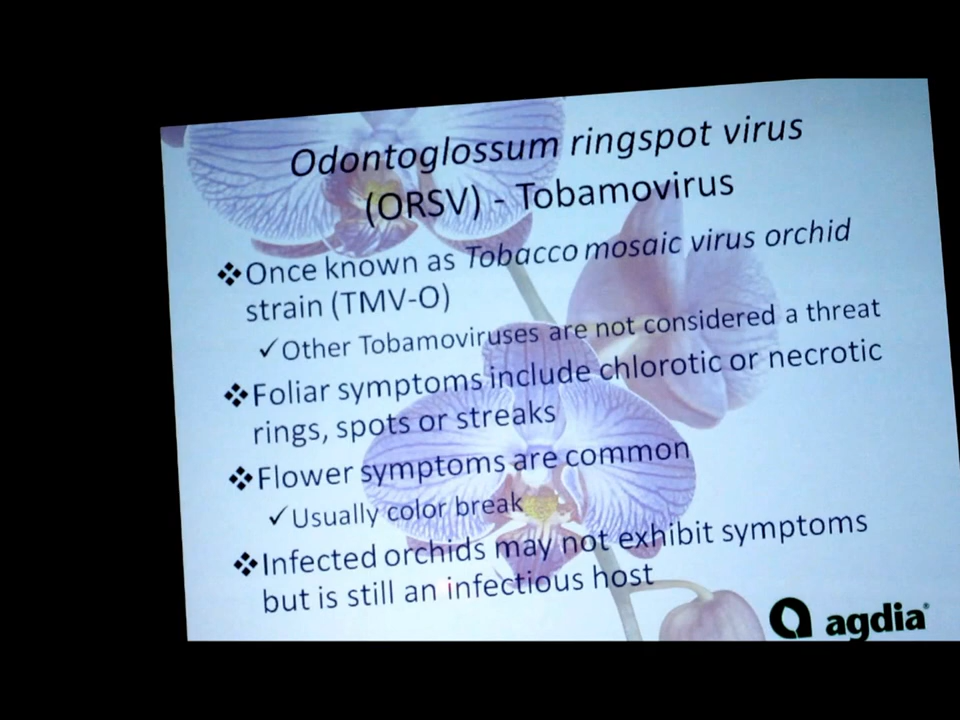 Odontoglossum ringspot virus
(ORSV) - Tobamovirus
❖Once known as Tobacco mosaic virus orchid
strain (TMV-O)
✓Other Tobamoviruses are not considered a threat
❖Foliar symptoms include chlorotic or necrotic
rings, spots or streaks
❖Flower symptoms are common
✓Usually color break
❖Infected orchids may not exhibit symptoms
but is still an infectious host
agdia®